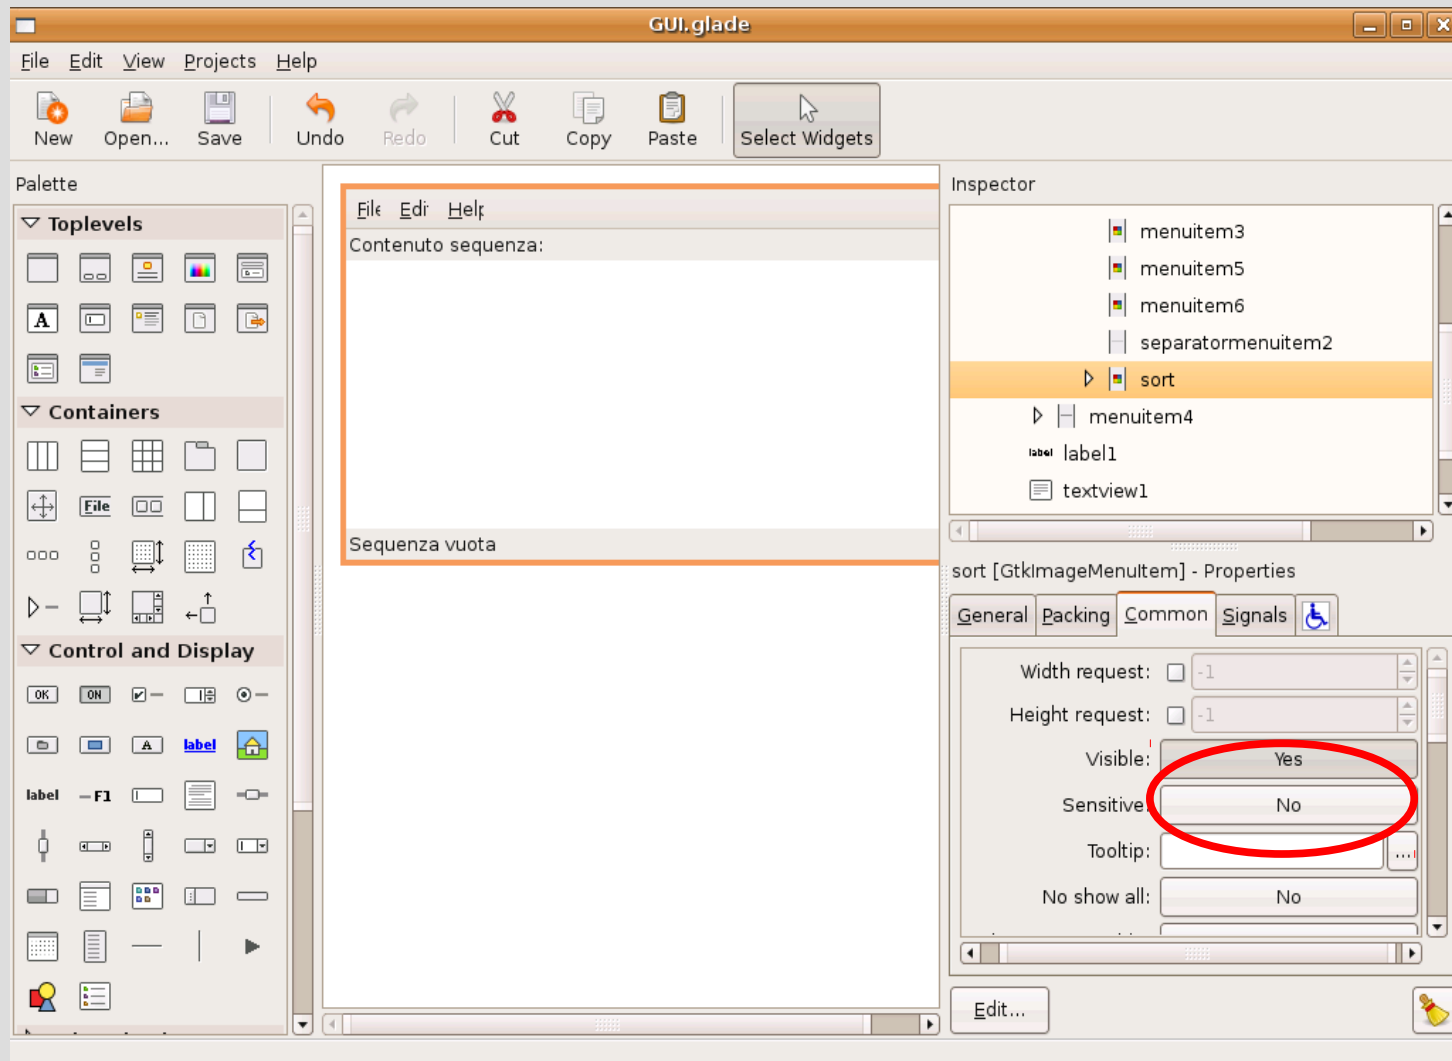 GUI.glade
File Edit View Projects Help
New Open... Save Undo Redo Cut Copy Paste Select Widgets
Palette
Toplevels
A
Containers
File
Control and Display
OK ON
A label
label F1
File Edi Help
Contenuto sequenza:
Sequenza vuota
Inspector
menuitem3
menuitem5
menuitem6
separatormenuitem2
sort
menuitem4
label label1
textview1
sort [GtkImageMenuItem] - Properties
General Packing Common Signals
Width request: -1
Height request: -1
Visible: Yes
Sensitive: No
Tooltip: ...
No show all: No
Edit...